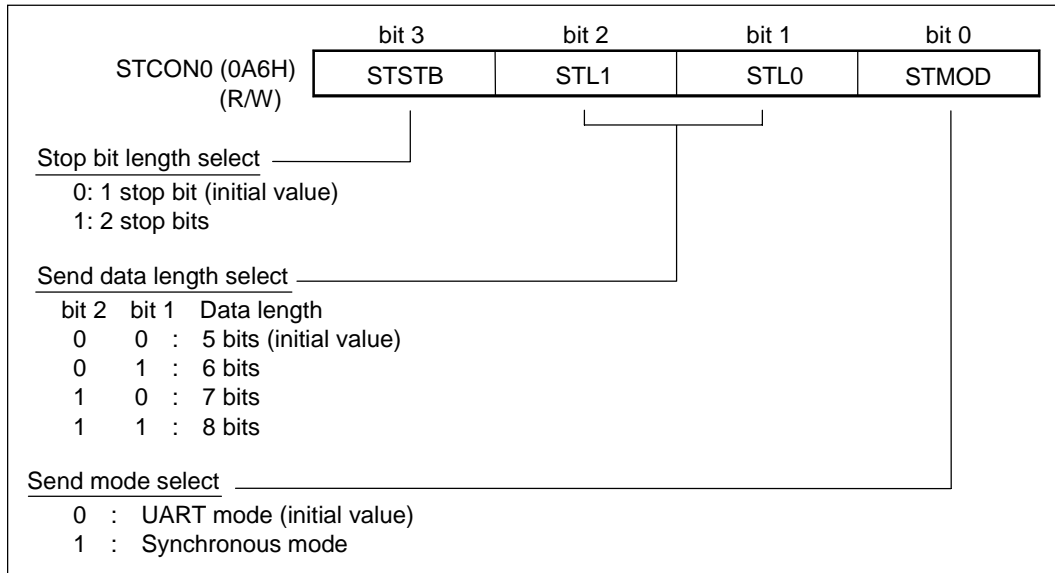 bit 3 bit 2 bit 1 bit 0
STCON0 (0A6H) STSTB STL1 STL0 STMOD
(R/W)
Stop bit length select
0: 1 stop bit (initial value)
1: 2 stop bits
Send data length select
bit 2 bit 1 Data length
0 0 : 5 bits (initial value)
0 1 : 6 bits
1 0 : 7 bits
1 1 : 8 bits
Send mode select
0 : UART mode (initial value)
1 : Synchronous mode